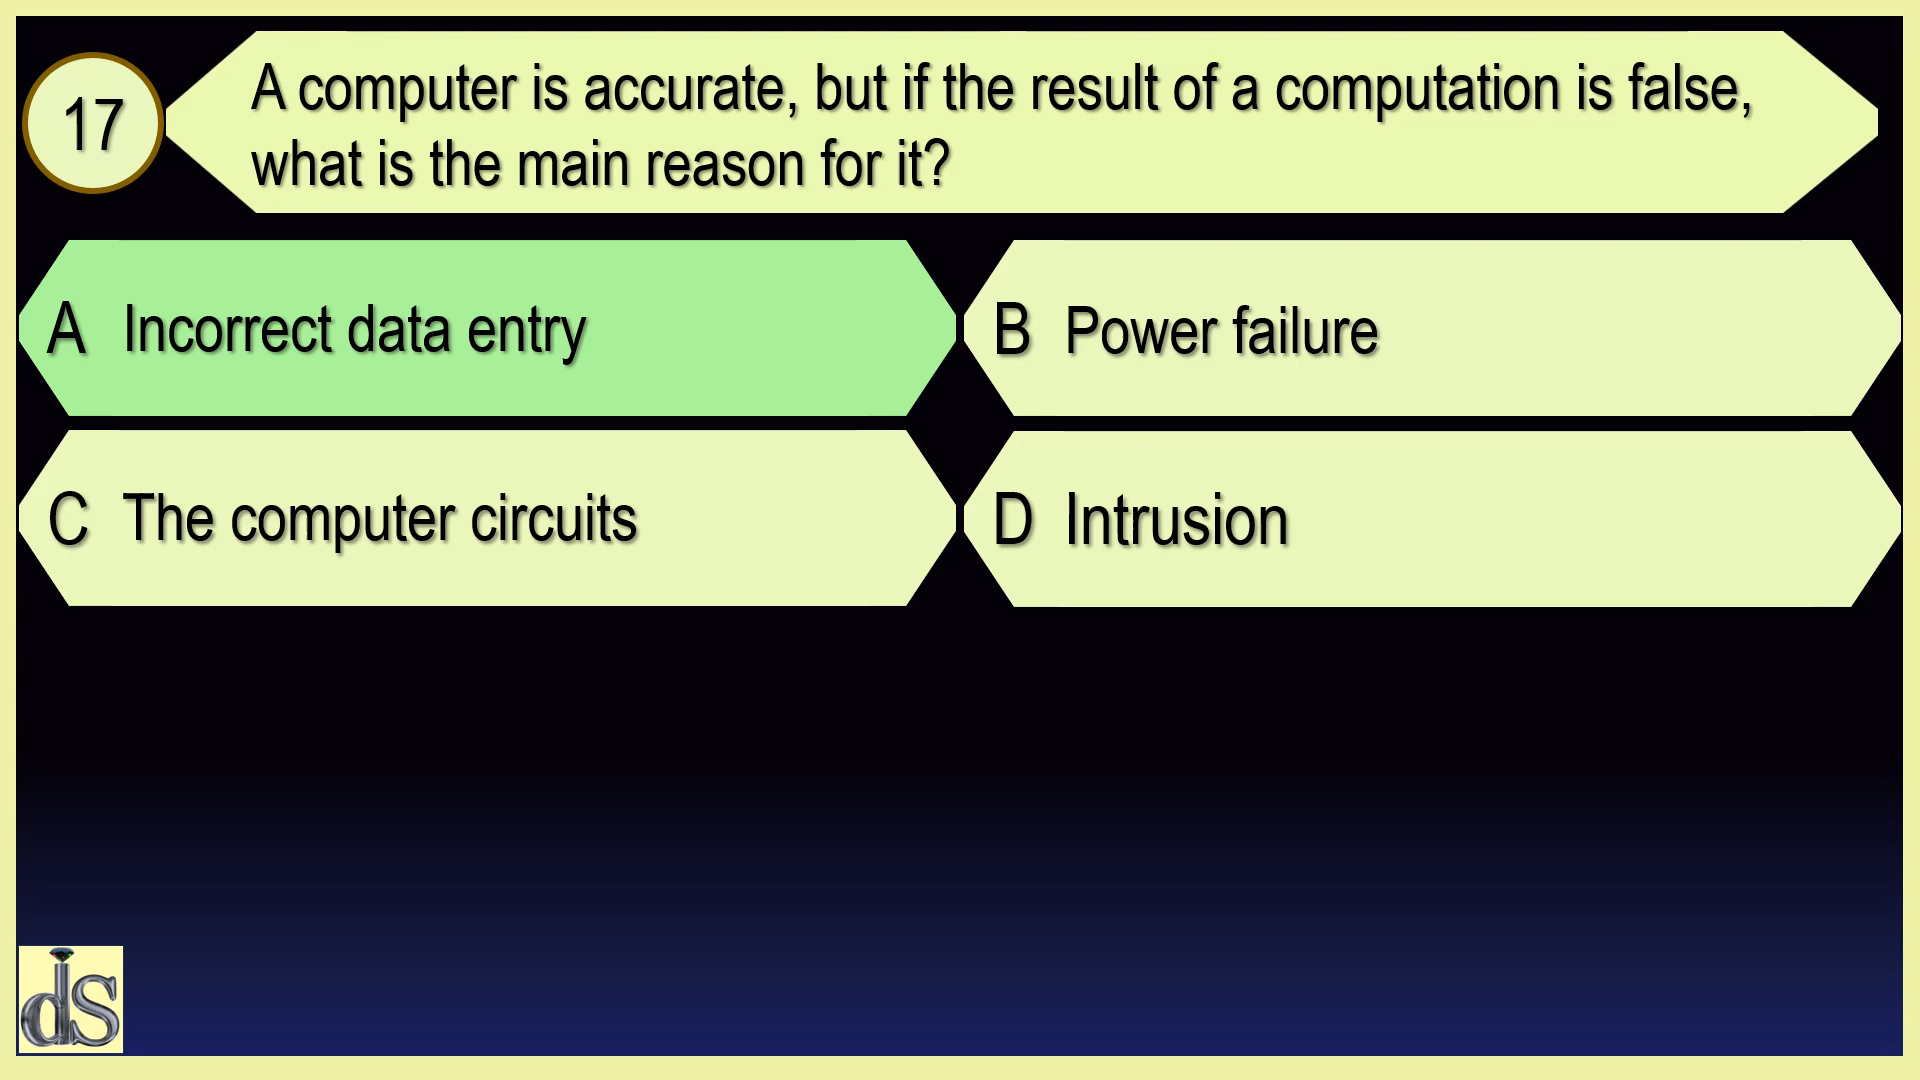 17
A computer is accurate, but if the result of a computation is false,
what is the main reason for it?
A Incorrect data entry
B Power failure
C The computer circuits
D Intrusion
ds